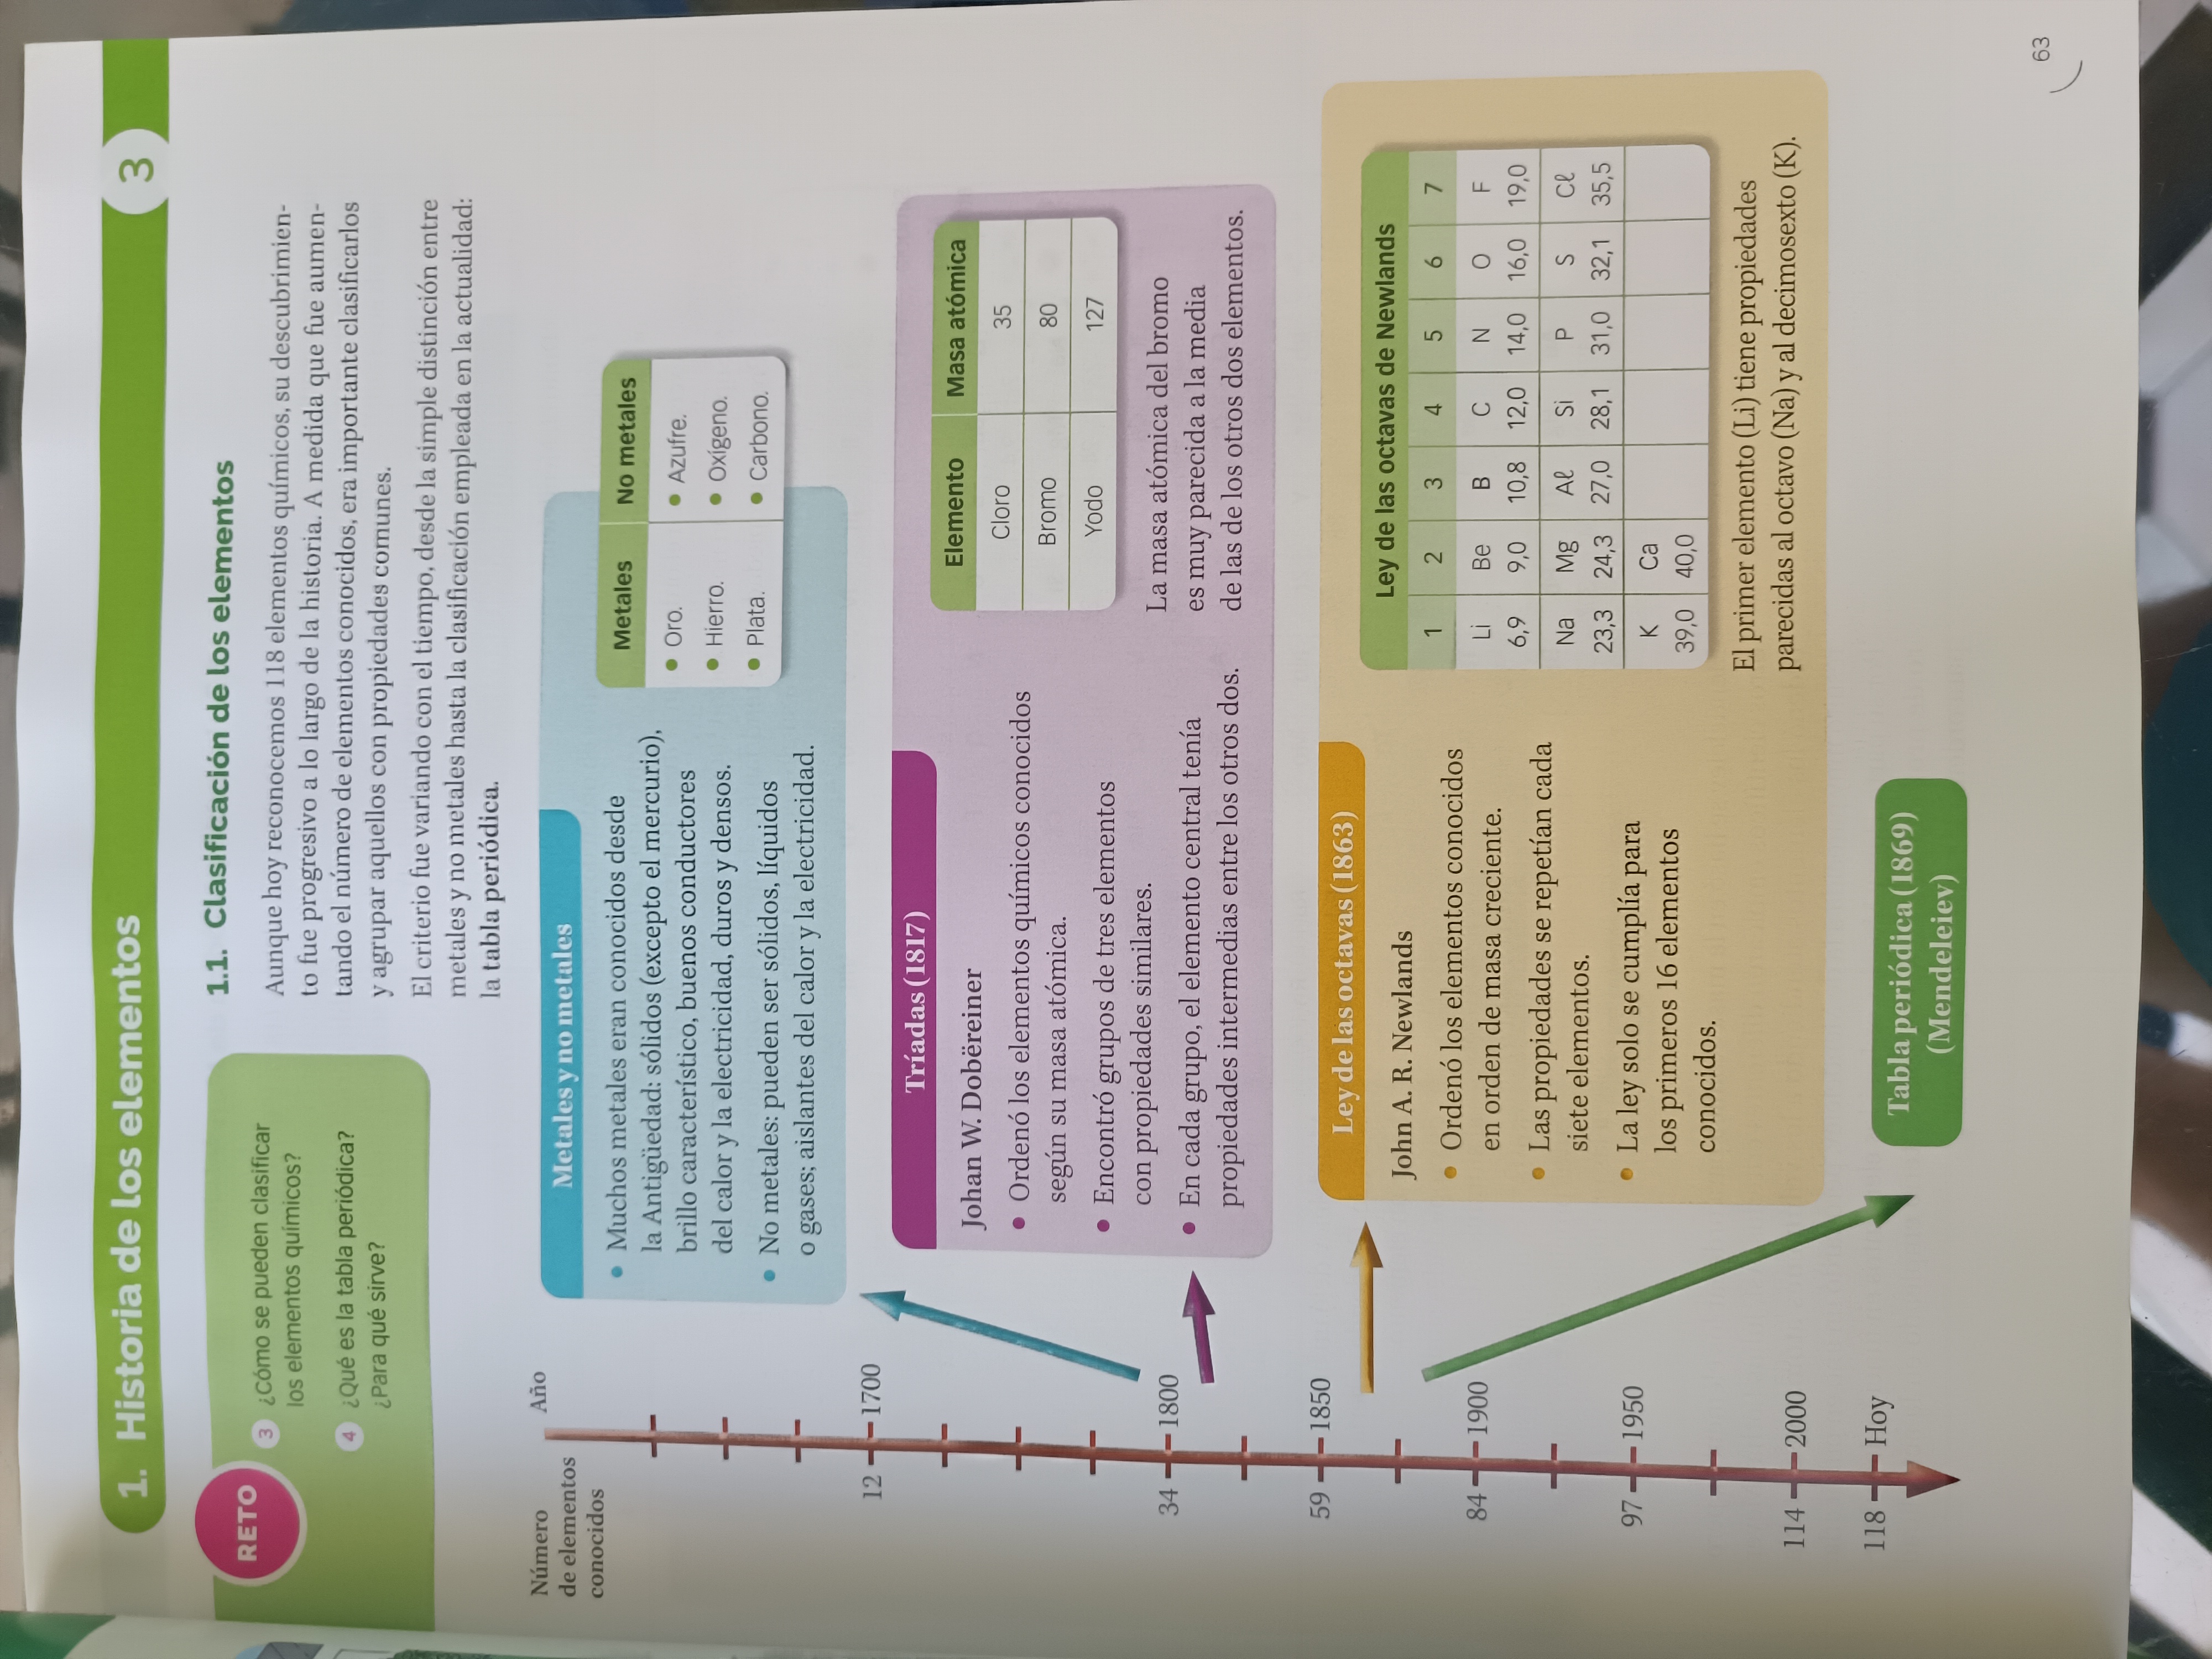 1. Historia de los elementos
3
RETO
3 ¿Cómo se pueden clasificar
los elementos químicos?
4 ¿Qué es la tabla periódica?
¿Para qué sirve?
1.1. Clasificación de los elementos
Aunque hoy reconocemos 118 elementos químicos, su descubrimien-
to fue progresivo a lo largo de la historia. A medida que fue aumen-
tando el número de elementos conocidos, era importante clasificarlos
y agrupar aquellos con propiedades comunes.
El criterio fue variando con el tiempo, desde la simple distinción entre
metales y no metales hasta la clasificación empleada en la actualidad:
la tabla periódica.
Número
de elementos
conocidos
Año
12 1700
34 1800
59 1850
84 1900
97 1950
114 2000
118 Hoy
Metales y no metales
• Muchos metales eran conocidos desde
la Antigüedad: sólidos (excepto el mercurio),
brillo característico, buenos conductores
del calor y la electricidad, duros y densos.
• No metales: pueden ser sólidos, líquidos
o gases; aislantes del calor y la electricidad.
Metales No metales
• Oro. • Azufre.
• Hierro. • Oxígeno.
• Plata. • Carbono.
Tríadas (1817)
Johan W. Dobëreiner
• Ordenó los elementos químicos conocidos
según su masa atómica.
• Encontró grupos de tres elementos
con propiedades similares.
• En cada grupo, el elemento central tenía
propiedades intermedias entre los otros dos.
Elemento Masa atómica
Cloro 35
Bromo 80
Yodo 127
La masa atómica del bromo
es muy parecida a la media
de las de los otros dos elementos.
Ley de las octavas (1863)
John A. R. Newlands
• Ordenó los elementos conocidos
en orden de masa creciente.
• Las propiedades se repetían cada
siete elementos.
• La ley solo se cumplía para
los primeros 16 elementos
conocidos.
Ley de las octavas de Newlands
1 2 3 4 5 6 7
Li Be B C N O F
6,9 9,0 10,8 12,0 14,0 16,0 19,0
Na Mg Aℓ Si P S Cℓ
23,3 24,3 27,0 28,1 31,0 32,1 35,5
K Ca
39,0 40,0
El primer elemento (Li) tiene propiedades
parecidas al octavo (Na) y al decimosexto (K).
Tabla periódica (1869)
(Mendeleiev)
63